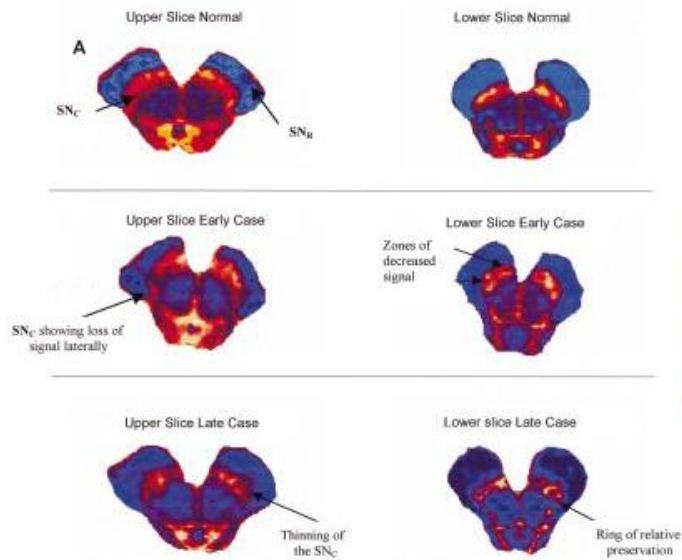 Upper Slice Normal
Lower Slice Normal
A
SNC
SNR
Upper Slice Early Case
Lower Slice Early Case
Zones of
decreased
signal
SNC showing loss of
signal laterally
Upper Slice Late Case
Lower slice Late Case
Thinning of
the SNC
Ring of relative
preservation